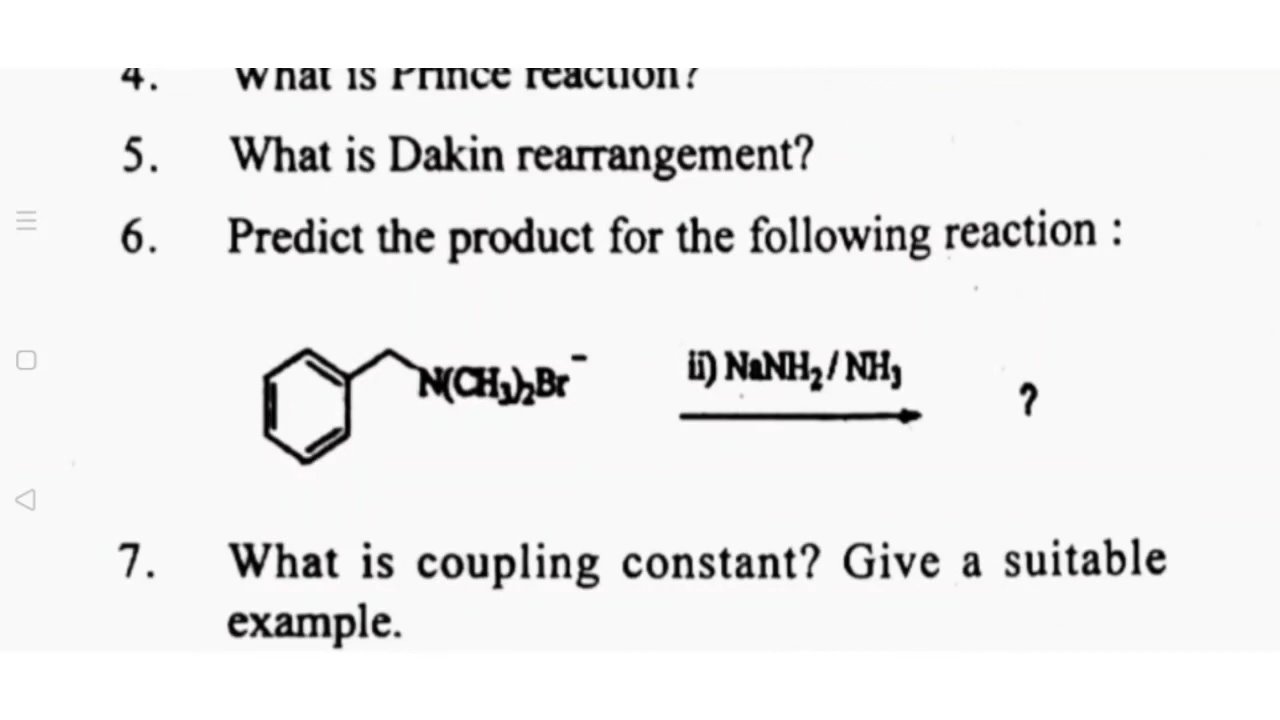 4. What is Prince reaction?
5. What is Dakin rearrangement?
6. Predict the product for the following reaction :
N(CH₃)₂Br⁻ ii) NaNH₂ / NH₃ ?
7. What is coupling constant? Give a suitable
example.